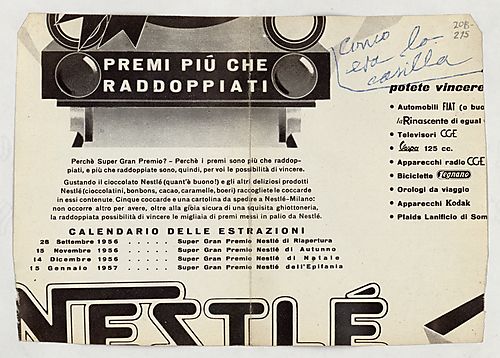 PREMI PIÚ CHE
RADDOPPIATI
208-
215
era la
potete vincere
• Automobili FIAT (o buo
la Rinascente di egual
• Televisori CGE
• Vespa 125 cc.
• Apparecchi radio CGE
• Biciclette Legnano
• Orologi da viaggio
• Apparecchi Kodak
• Plaids Lanificio di Som
Perchè Super Gran Premio? - Perchè i premi sono più che raddop-
piati, e più che raddoppiate sono, quindi, per voi le possibilità di vincere.
Gustando il cioccolato Nestlé (quant'è buono!) e gli altri deliziosi prodotti
Nestlé (cioccolatini, bonbons, cacao, caramelle, boeri) raccogliete le coccarde
in essi contenute. Cinque coccarde e una cartolina da spedire a Nestlé-Milano:
non occorre altro per avere, oltre alla gioia sicura di una squisita ghiottoneria,
la raddoppiata possibilità di vincere le migliaia di premi messi in palio da Nestlé.
CALENDARIO DELLE ESTRAZIONI
28 Settembre 1956 . . . . . . Super Gran Premio Nestlé di Riapertura
15 Novembre 1956 . . . . . . Super Gran Premio Nestlé di Autunno
14 Dicembre 1956 . . . . . . Super Gran Premio Nestlé di Natale
15 Gennaio 1957 . . . . . . Super Gran Premio Nestlé dell'Epifania
NESTLÉ